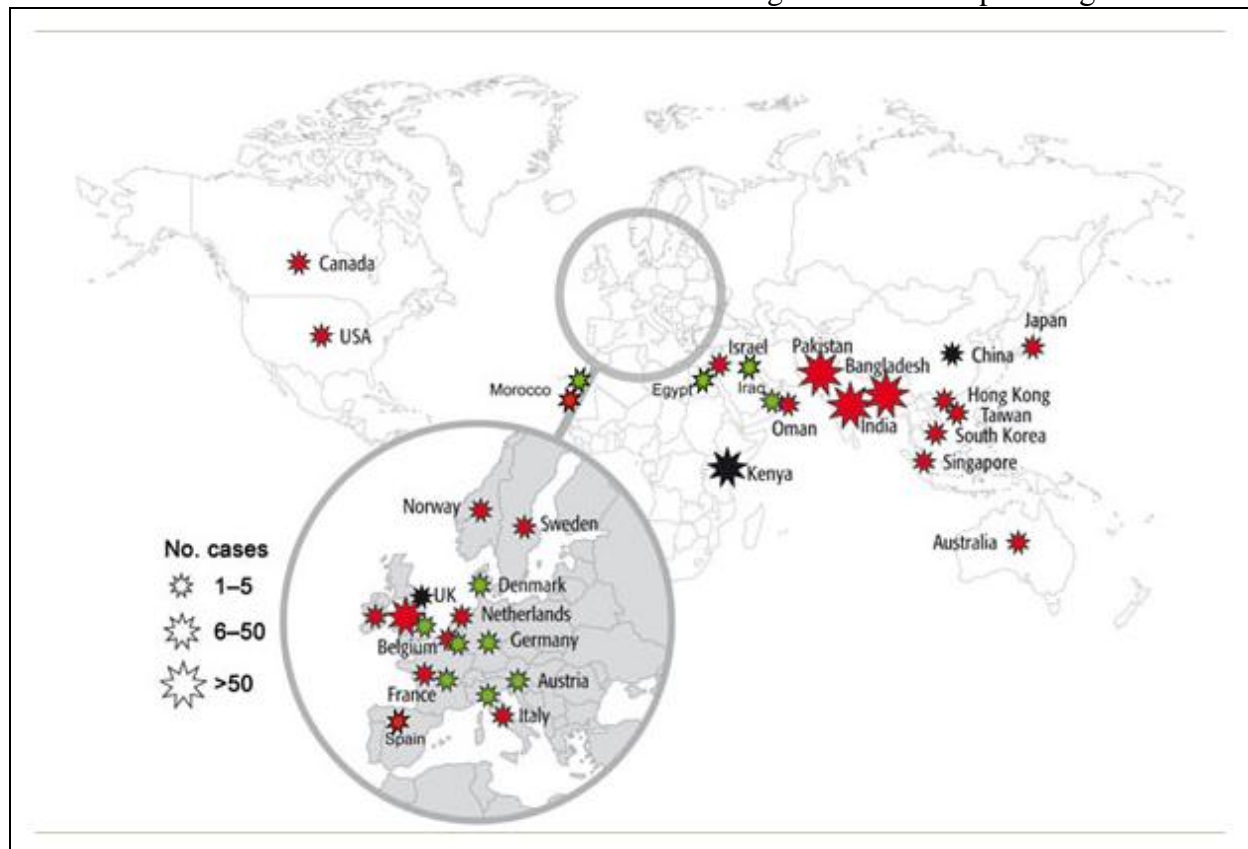 Canada
USA
Morocco
Egypt
Israel
Iraq
Oman
Pakistan
Bangladesh
India
Kenya
Japan
China
Hong Kong
Taiwan
South Korea
Singapore
Australia
Norway
Sweden
Denmark
UK
Netherlands
Belgium
Germany
France
Austria
Italy
Spain
No. cases
1–5
6–50
>50